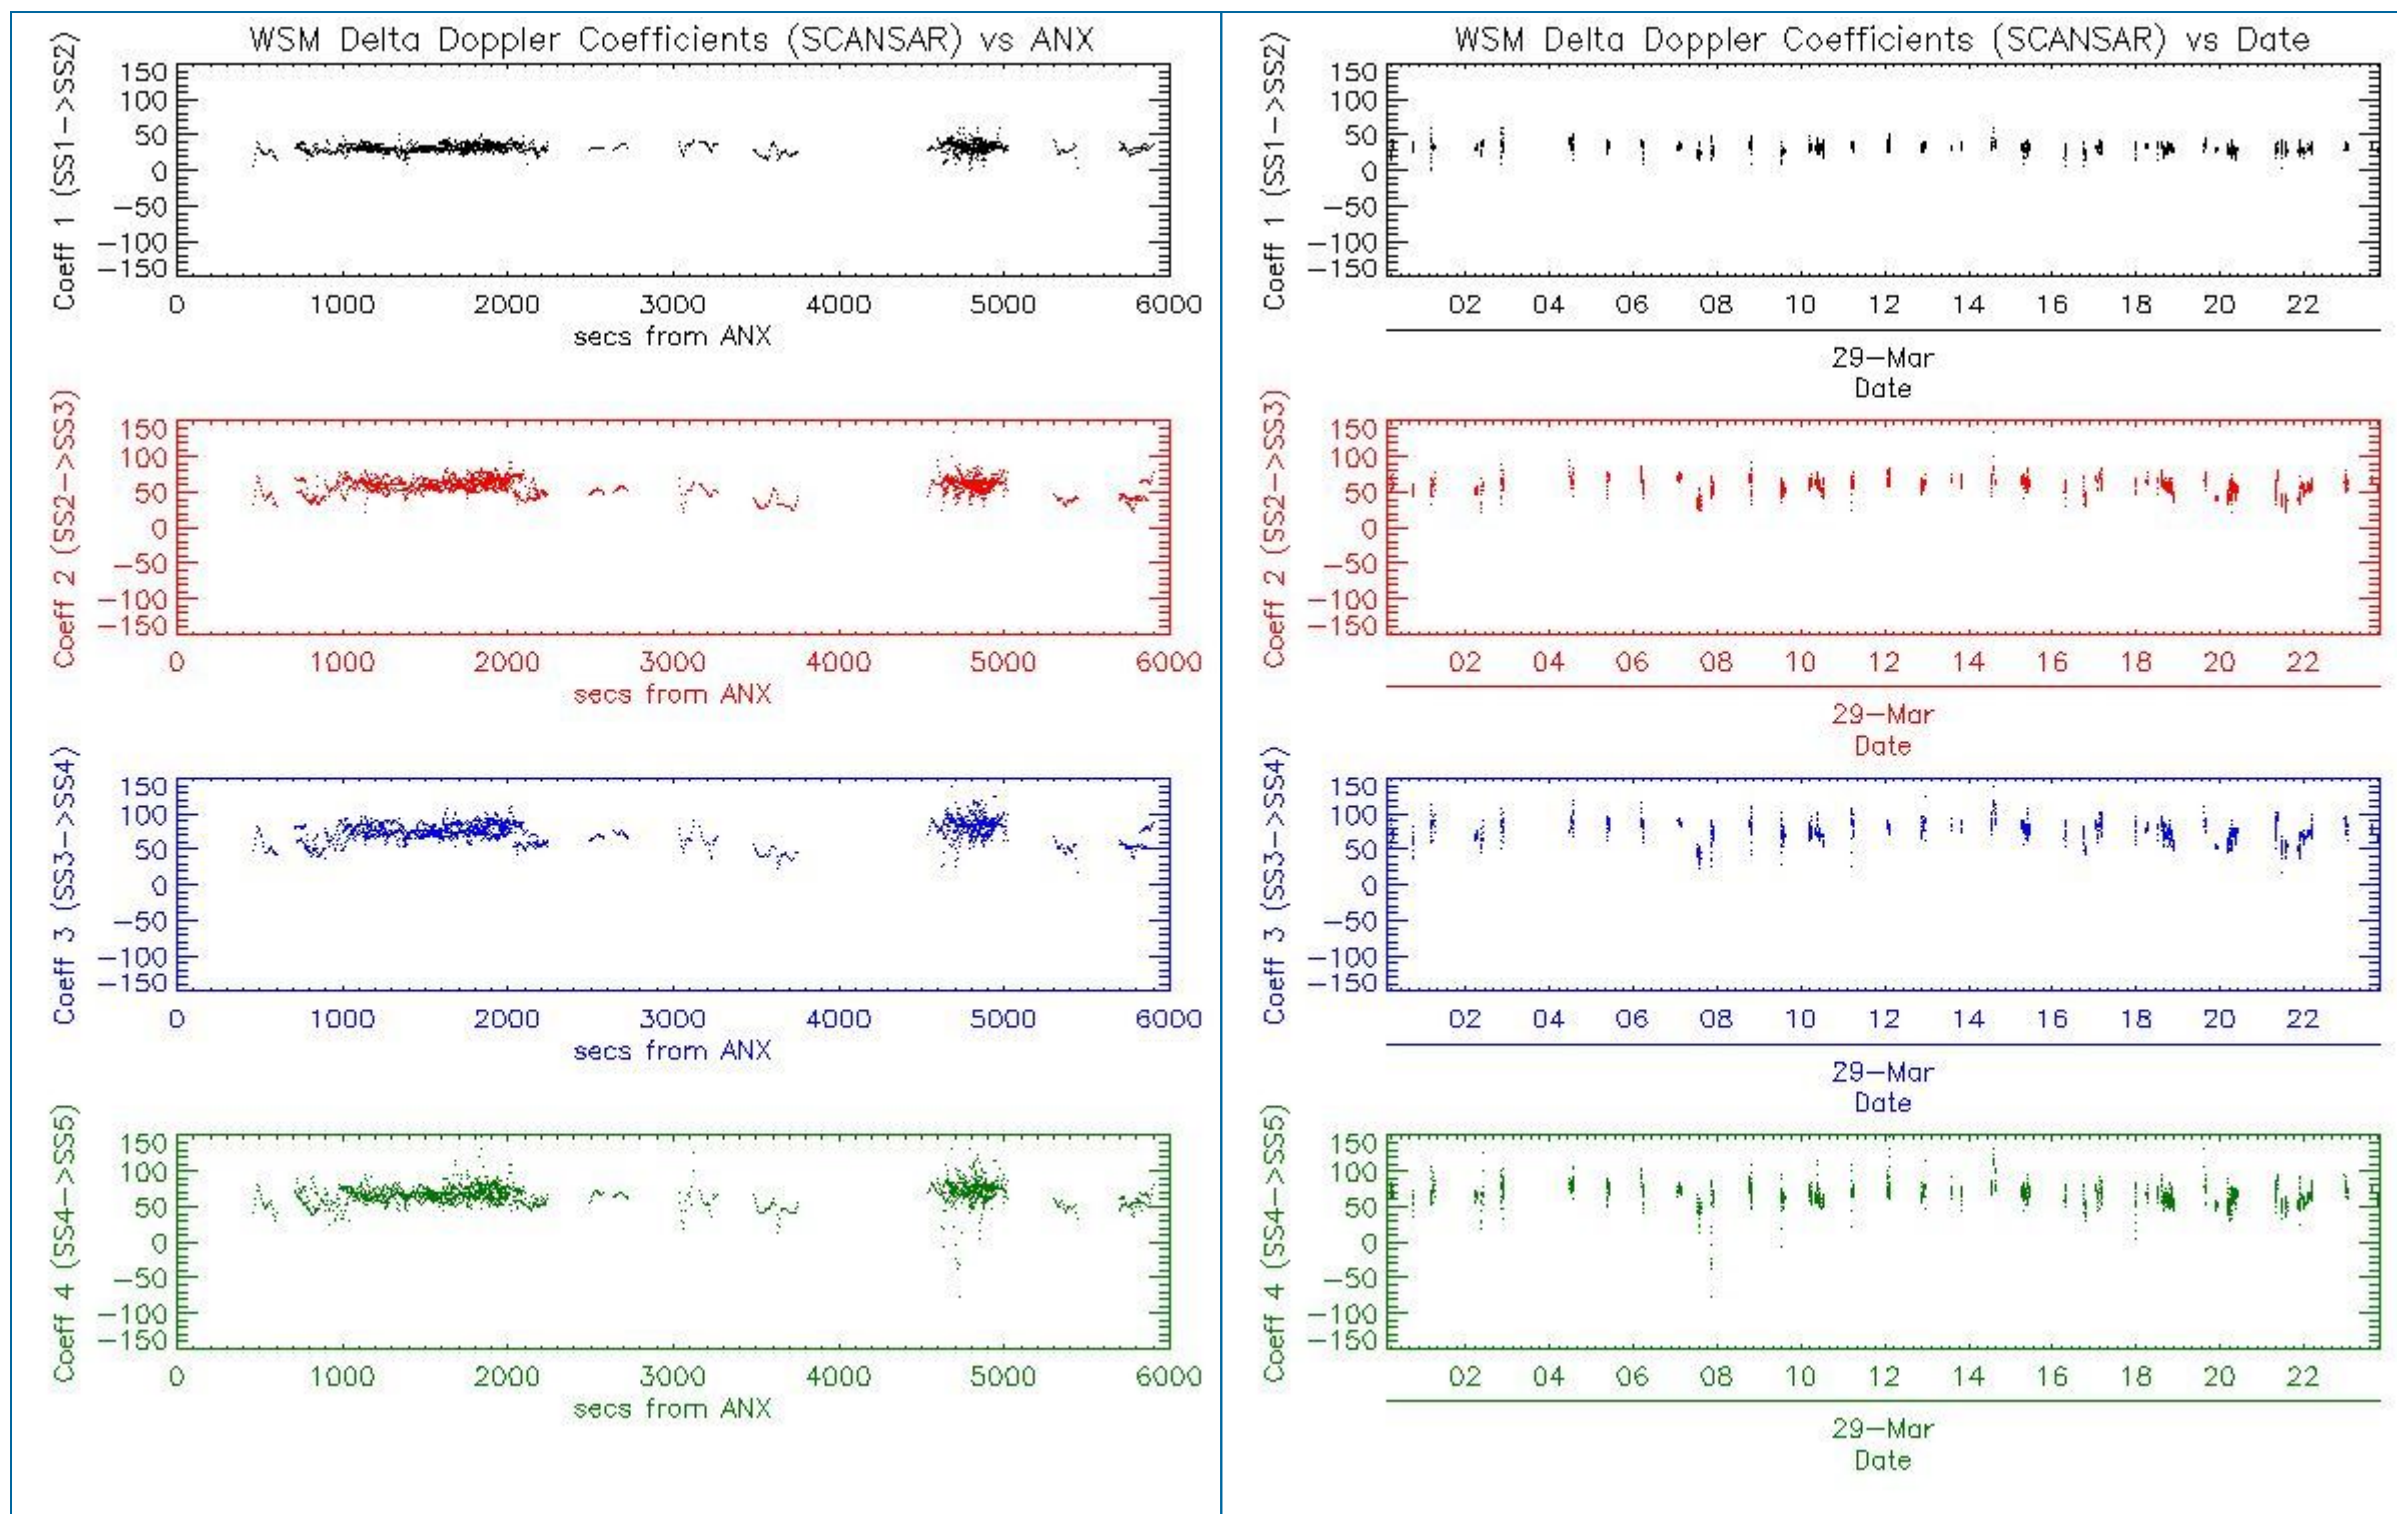 WSM Delta Doppler Coefficients (SCANSAR) vs ANX
Coeff 1 (SS1->SS2)
150
100
50
0
-50
-100
-150
0 1000 2000 3000 4000 5000 6000
secs from ANX
Coeff 2 (SS2->SS3)
150
100
50
0
-50
-100
-150
0 1000 2000 3000 4000 5000 6000
secs from ANX
Coeff 3 (SS3->SS4)
150
100
50
0
-50
-100
-150
0 1000 2000 3000 4000 5000 6000
secs from ANX
Coeff 4 (SS4->SS5)
150
100
50
0
-50
-100
-150
0 1000 2000 3000 4000 5000 6000
secs from ANX
WSM Delta Doppler Coefficients (SCANSAR) vs Date
Coeff 1 (SS1->SS2)
150
100
50
0
-50
-100
-150
02 04 06 08 10 12 14 16 18 20 22
29-Mar
Date
Coeff 2 (SS2->SS3)
150
100
50
0
-50
-100
-150
02 04 06 08 10 12 14 16 18 20 22
29-Mar
Date
Coeff 3 (SS3->SS4)
150
100
50
0
-50
-100
-150
02 04 06 08 10 12 14 16 18 20 22
29-Mar
Date
Coeff 4 (SS4->SS5)
150
100
50
0
-50
-100
-150
02 04 06 08 10 12 14 16 18 20 22
29-Mar
Date